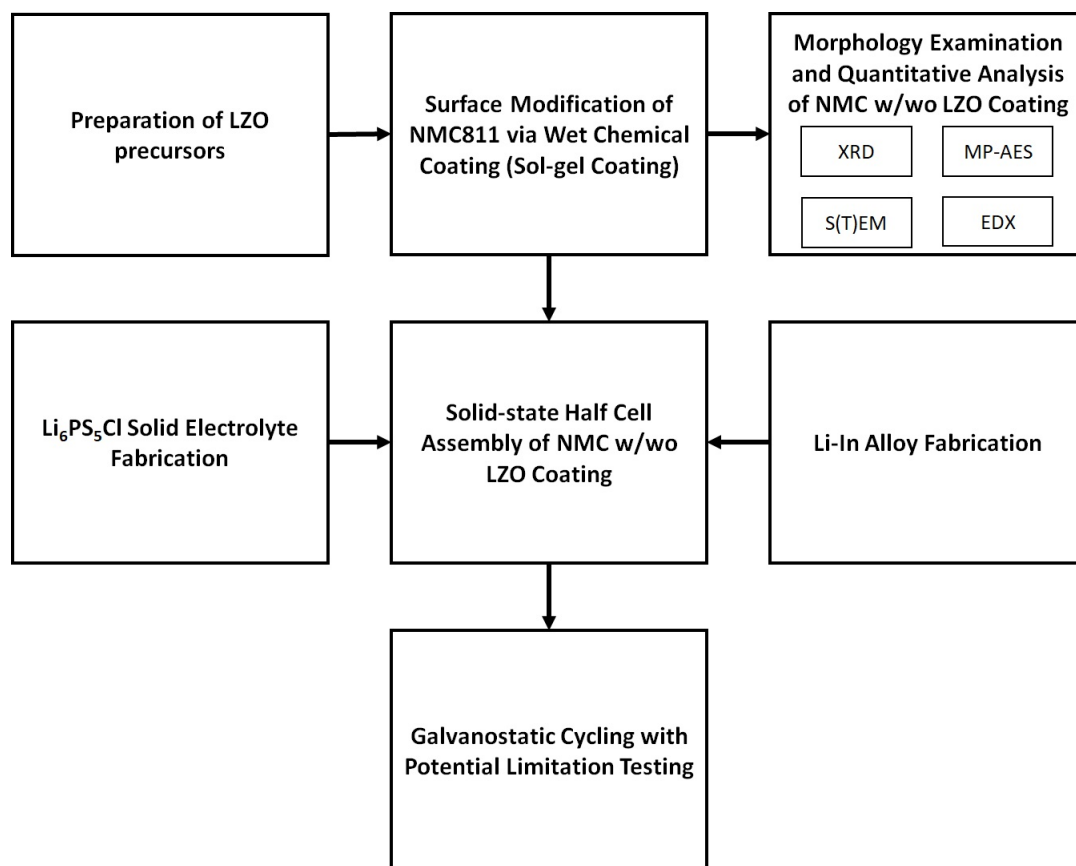 Preparation of LZO
precursors
Surface Modification of
NMC811 via Wet Chemical
Coating (Sol-gel Coating)
Morphology Examination
and Quantitative Analysis
of NMC w/wo LZO Coating
XRD
MP-AES
S(T)EM
EDX
Li₆PS₅Cl Solid Electrolyte
Fabrication
Solid-state Half Cell
Assembly of NMC w/wo
LZO Coating
Li-In Alloy Fabrication
Galvanostatic Cycling with
Potential Limitation Testing